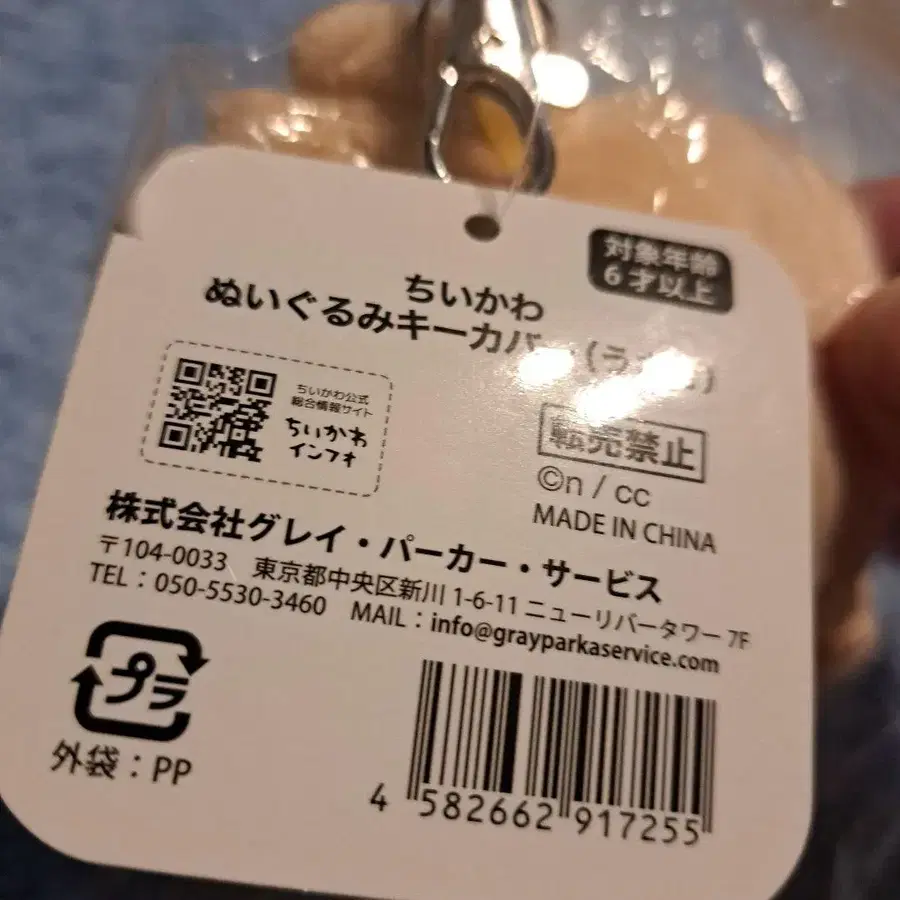 対象年齢
6才以上
ちいかわ
ぬいぐるみキーカバ
ちいかわ公式
総合情報サイト
ちいかわ
インフォ
転売禁止
©n / cc
MADE IN CHINA
株式会社グレイ・パーカー・サービス
〒104-0033 東京都中央区新川 1-6-11 ニューリバータワー 7F
TEL：050-5530-3460 MAIL：info@grayparkaservice.com
プラ
外袋：PP
4 582662 917255